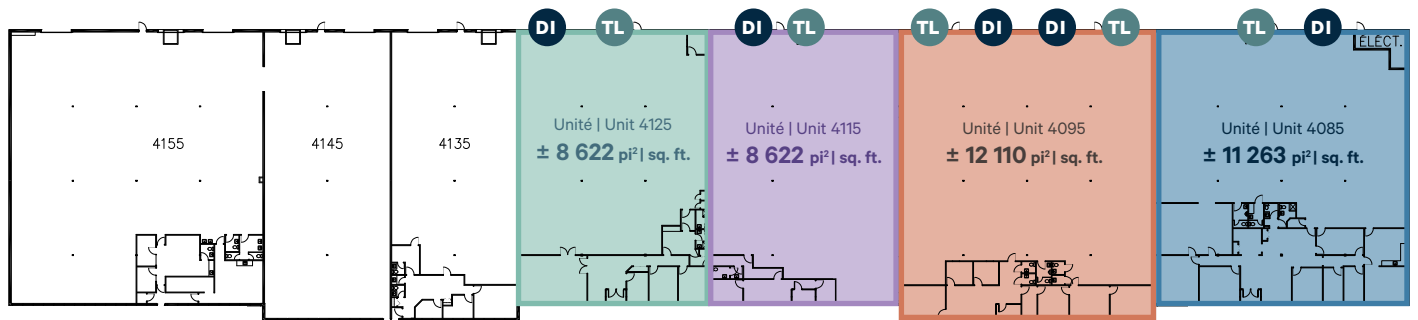 DI TL DI TL TL DI DI TL TL DI
ÉLÉCT.
4155 4145 4135
Unité | Unit 4125
± 8 622 pi²| sq. ft.
Unité | Unit 4115
± 8 622 pi²| sq. ft.
Unité | Unit 4095
± 12 110 pi²| sq. ft.
Unité | Unit 4085
± 11 263 pi²| sq. ft.